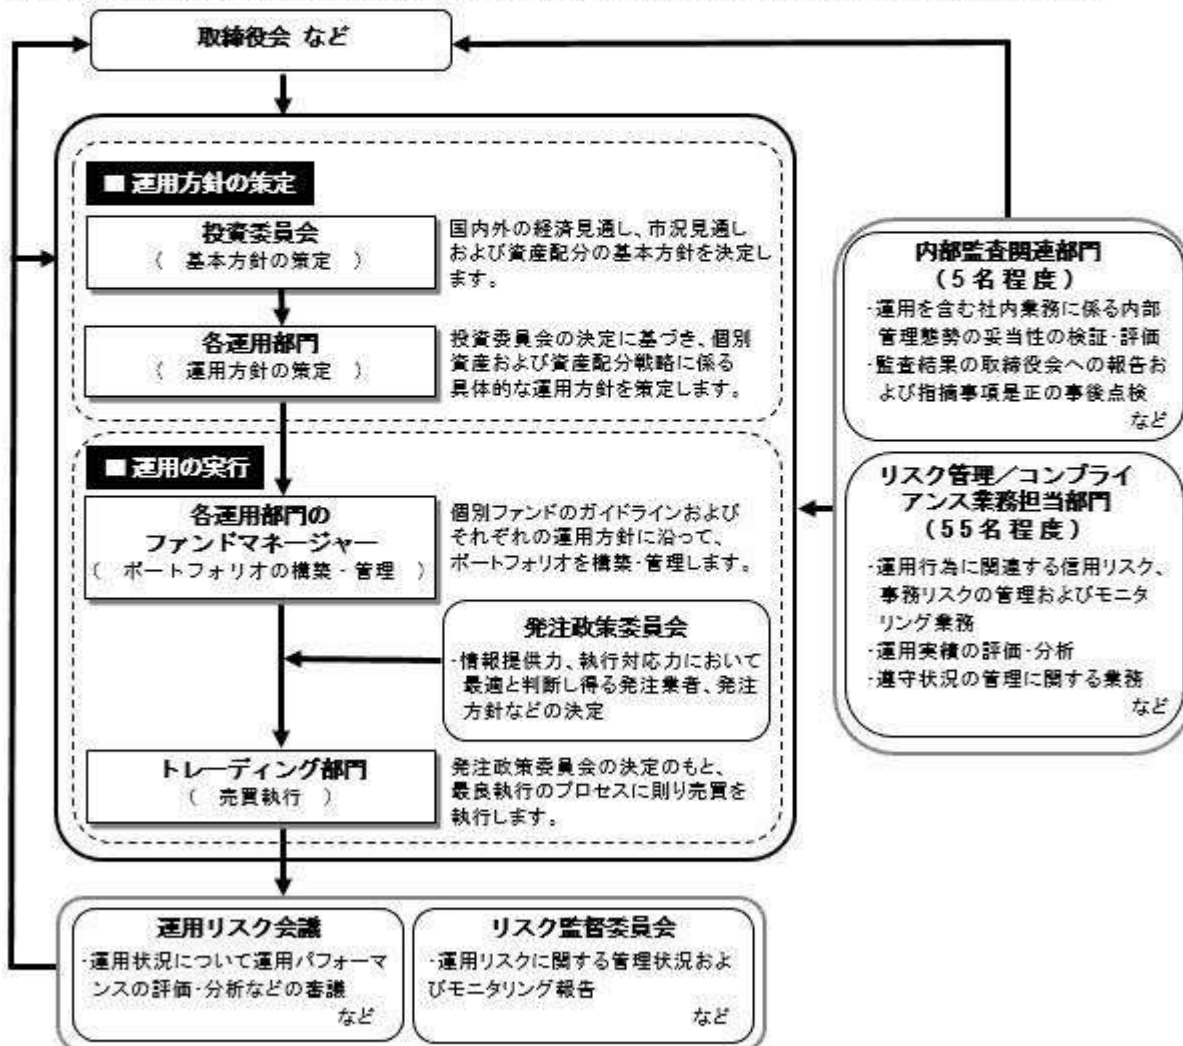 取締役会 など
■ 運用方針の策定
投資委員会
( 基本方針の策定 )
国内外の経済見通し、市況見通し
および資産配分の基本方針を決定し
ます。
各運用部門
( 運用方針の策定 )
投資委員会の決定に基づき、個別
資産および資産配分戦略に係る
具体的な運用方針を策定します。
■ 運用の実行
各運用部門の
ファンドマネージャー
( ポートフォリオの構築・管理 )
個別ファンドのガイドラインおよび
それぞれの運用方針に沿って、
ポートフォリオを構築・管理します。
発注政策委員会
・情報提供力、執行対応力において
最適と判断し得る発注業者、発注
方針などの決定
トレーディング部門
( 売買執行 )
発注政策委員会の決定のもと、
最良執行のプロセスに則り売買を
執行します。
内部監査関連部門
(5名程度)
・運用を含む社内業務に係る内部
管理態勢の妥当性の検証・評価
・監査結果の取締役会への報告お
よび指摘事項是正の事後点検
など
リスク管理/コンプライ
アンス業務担当部門
(55名程度)
・運用行為に関連する信用リスク、
事務リスクの管理およびモニタ
リング業務
・運用実績の評価・分析
・遵守状況の管理に関する業務
など
運用リスク会議
・運用状況について運用パフォーマ
ンスの評価・分析などの審議
など
リスク監督委員会
・運用リスクに関する管理状況およ
びモニタリング報告
など